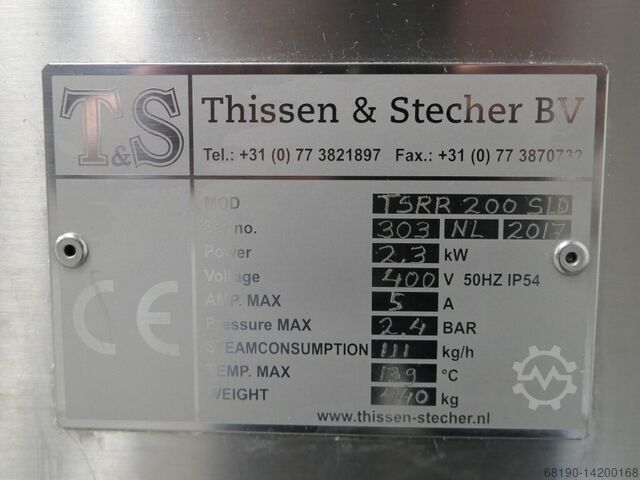 T&S
Thissen & Stecher BV
Tel.: +31 (0) 77 3821897 Fax.: +31 (0) 77 3870732
MOD TSRR 200 SLD
Ser no. 303 NL 2017
Power 2.3 kW
Voltage 400 V 50HZ IP54
AMP. MAX 5 A
Pressure MAX 2.4 BAR
STEAMCONSUMPTION 111 kg/h
TEMP. MAX 139 °C
WEIGHT 440 kg
CE
www.thissen-stecher.nl
68190-14200168